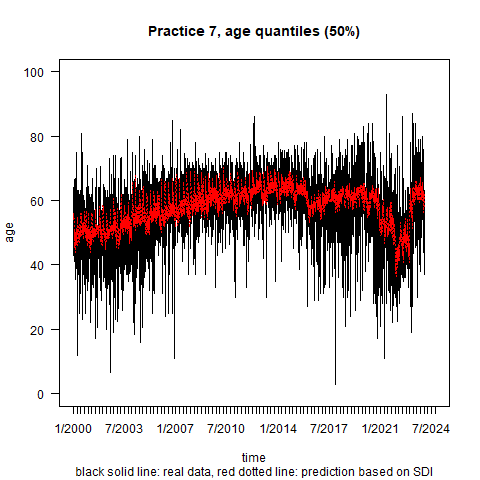 Practice 7, age quantiles (50%)
100
80
60
40
20
0
age
1/2000 7/2003 1/2007 7/2010 1/2014 7/2017 1/2021 7/2024
time
black solid line: real data, red dotted line: prediction based on SDI